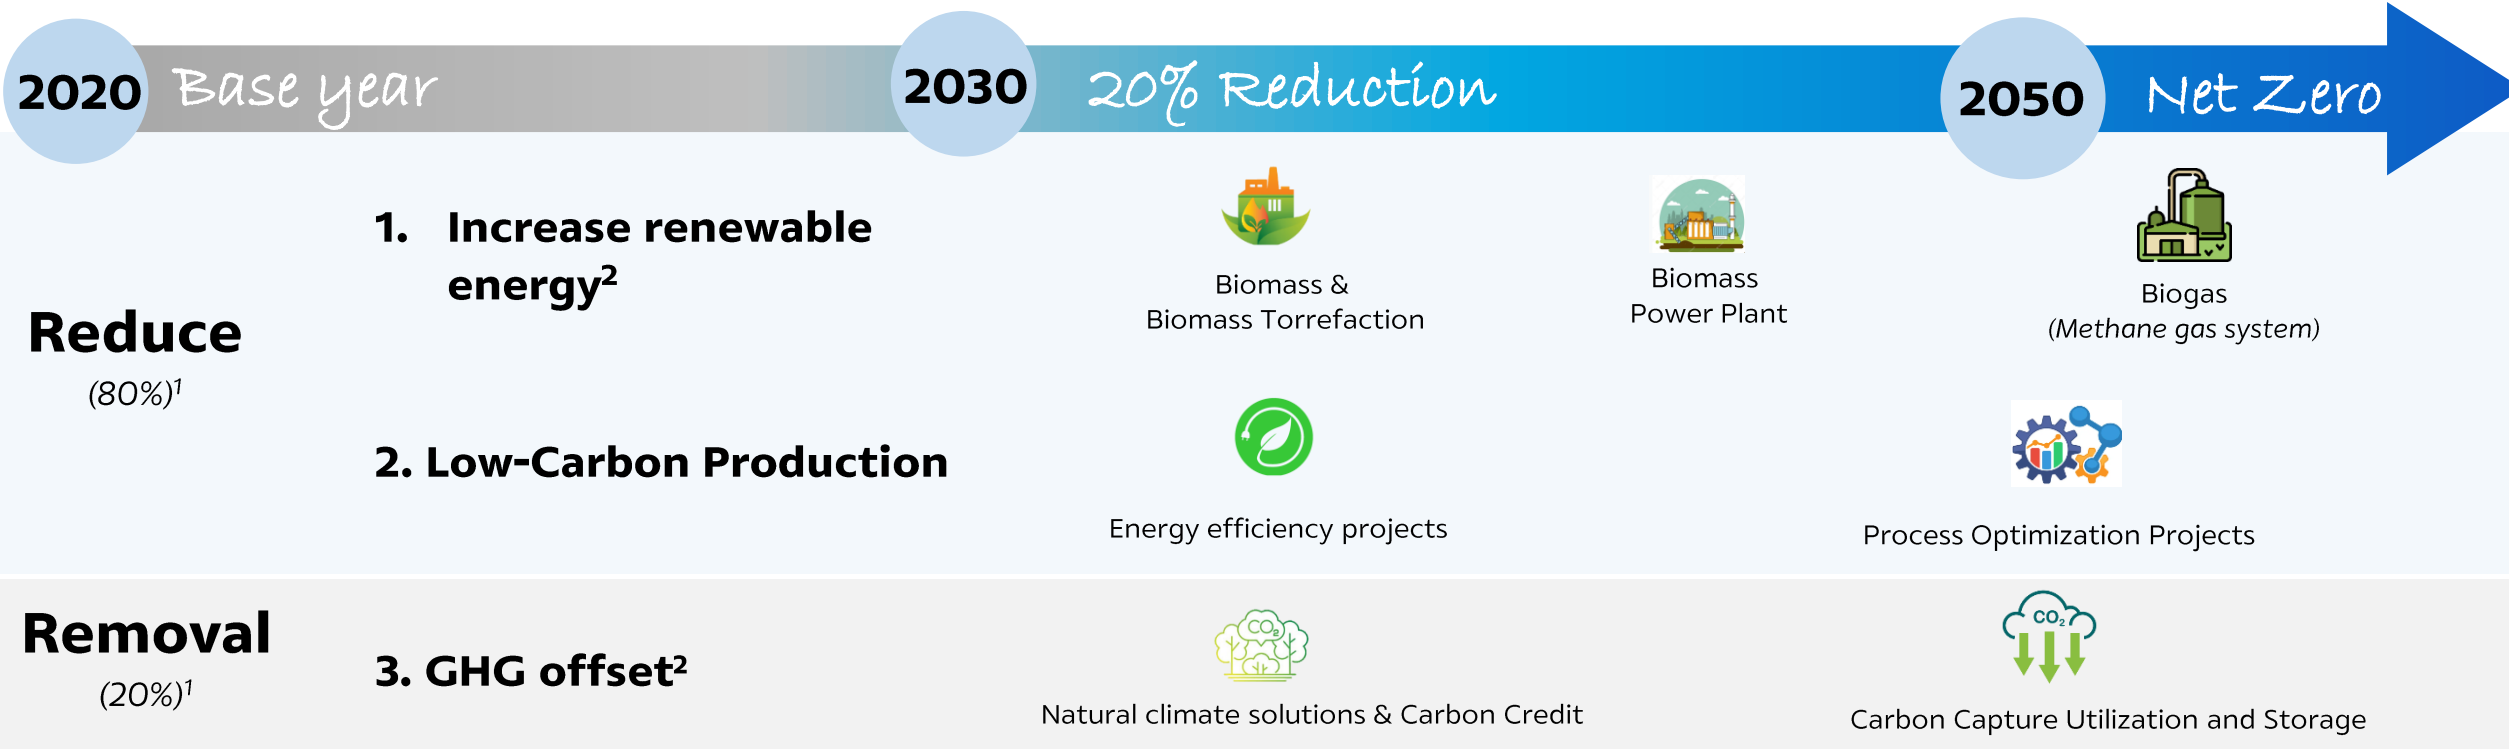 2020 Base year 2030 20% Reduction 2050 Net Zero
Reduce
(80%)¹
1. Increase renewable
energy²
Biomass &
Biomass Torrefaction
Biomass
Power Plant
Biogas
(Methane gas system)
2. Low-Carbon Production
Energy efficiency projects
Process Optimization Projects
Removal
(20%)¹
3. GHG offset²
CO₂
Natural climate solutions & Carbon Credit
CO₂
Carbon Capture Utilization and Storage